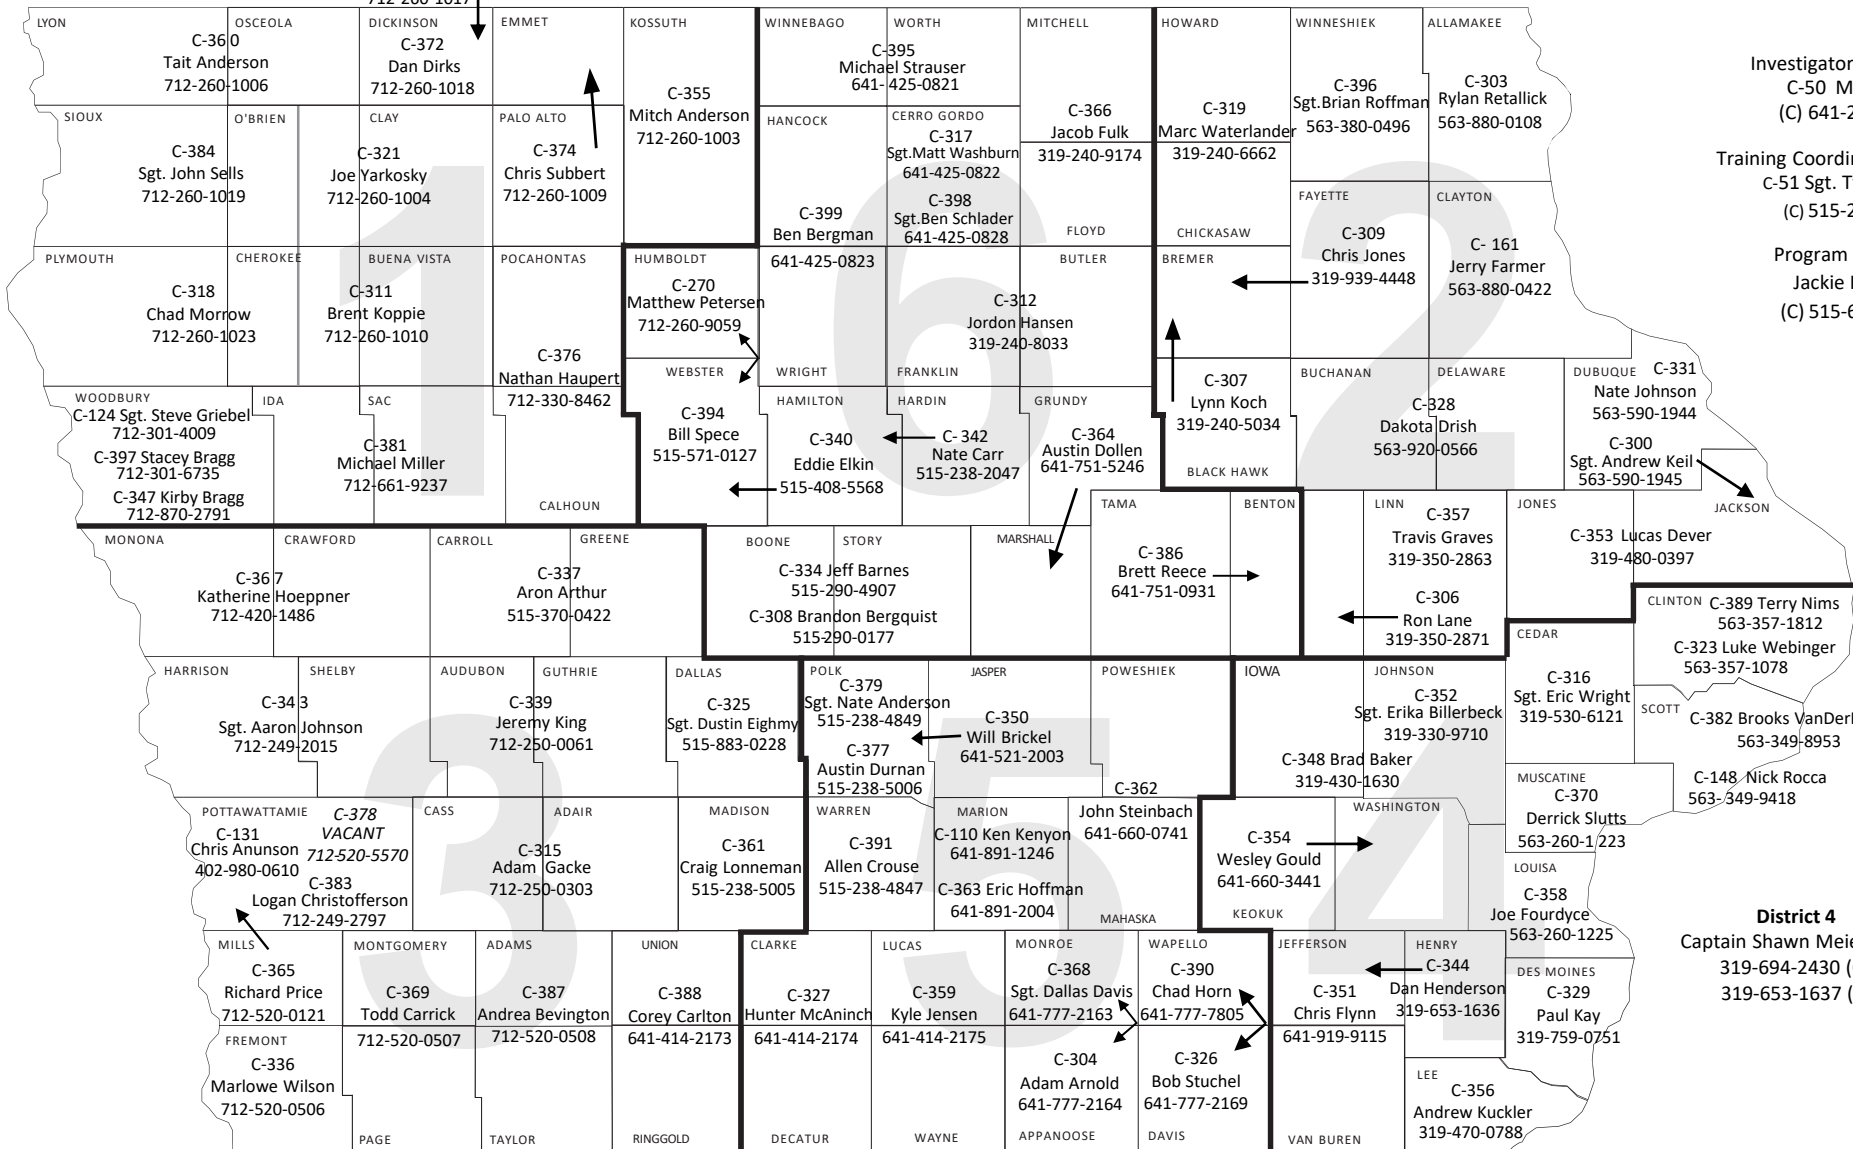 712-260-1017
LYON
OSCEOLA
C-360
Tait Anderson
712-260-1006
DICKINSON
C-372
Dan Dirks
712-260-1018
EMMET
KOSSUTH
C-355
Mitch Anderson
712-260-1003
WINNEBAGO
WORTH
C-395
Michael Strauser
641- 425-0821
MITCHELL
C-366
Jacob Fulk
319-240-9174
FLOYD
HOWARD
C-319
Marc Waterlander
319-240-6662
CHICKASAW
WINNESHIEK
C-396
Sgt.Brian Roffman
563-380-0496
ALLAMAKEE
C-303
Rylan Retallick
563-880-0108
Investigator
C-50 M
(C) 641-2
Training Coordi
C-51 Sgt. T
(C) 515-2
Program
Jackie
(C) 515-6
SIOUX
C-384
Sgt. John Sells
712-260-1019
O'BRIEN
CLAY
C-321
Joe Yarkosky
712-260-1004
PALO ALTO
C-374
Chris Subbert
712-260-1009
HANCOCK
C-399
Ben Bergman
641-425-0823
CERRO GORDO
C-317
Sgt.Matt Washburn
641-425-0822
C-398
Sgt.Ben Schlader
641-425-0828
FAYETTE
C-309
Chris Jones
319-939-4448
CLAYTON
C- 161
Jerry Farmer
563-880-0422
PLYMOUTH
C-318
Chad Morrow
712-260-1023
CHEROKEE
BUENA VISTA
C-311
Brent Koppie
712-260-1010
POCAHONTAS
C-376
Nathan Haupert
712-330-8462
HUMBOLDT
C-270
Matthew Petersen
712-260-9059
WRIGHT
FRANKLIN
BUTLER
C-312
Jordon Hansen
319-240-8033
BREMER
1
6
2
WOODBURY
C-124 Sgt. Steve Griebel
712-301-4009
C-397 Stacey Bragg
712-301-6735
C-347 Kirby Bragg
712-870-2791
IDA
SAC
C-381
Michael Miller
712-661-9237
CALHOUN
WEBSTER
C-394
Bill Spece
515-571-0127
HAMILTON
C-340
Eddie Elkin
515-408-5568
HARDIN
C- 342
Nate Carr
515-238-2047
GRUNDY
C-364
Austin Dollen
641-751-5246
C-307
Lynn Koch
319-240-5034
BLACK HAWK
BUCHANAN
DELAWARE
C-328
Dakota Drish
563-920-0566
DUBUQUE
C-331
Nate Johnson
563-590-1944
C-300
Sgt. Andrew Keil
563-590-1945
JACKSON
MONONA
CRAWFORD
C-367
Katherine Hoeppner
712-420-1486
CARROLL
GREENE
C-337
Aron Arthur
515-370-0422
BOONE
STORY
C-334 Jeff Barnes
515-290-4907
C-308 Brandon Bergquist
515-290-0177
MARSHALL
TAMA
BENTON
C-386
Brett Reece
641-751-0931
LINN
C-357
Travis Graves
319-350-2863
C-306
Ron Lane
319-350-2871
JONES
C-353 Lucas Dever
319-480-0397
CLINTON
C-389 Terry Nims
563-357-1812
C-323 Luke Webinger
563-357-1078
HARRISON
SHELBY
C-343
Sgt. Aaron Johnson
712-249-2015
AUDUBON
GUTHRIE
C-339
Jeremy King
712-250-0061
DALLAS
C-325
Sgt. Dustin Eighmy
515-883-0228
POLK
C-379
Sgt. Nate Anderson
515-238-4849
C-377
Austin Durnan
515-238-5006
JASPER
C-350
Will Brickel
641-521-2003
POWESHIEK
C-362
John Steinbach
641-660-0741
MAHASKA
IOWA
JOHNSON
C-352
Sgt. Erika Billerbeck
319-330-9710
C-348 Brad Baker
319-430-1630
CEDAR
C-316
Sgt. Eric Wright
319-530-6121
SCOTT
C-382 Brooks VanDer
563-349-8953
C-148 Nick Rocca
563- 349-9418
3
5
4
POTTAWATTAMIE
C-131
Chris Anunson
402-980-0610
C-378
VACANT
712-520-5570
C-383
Logan Christofferson
712-249-2797
CASS
ADAIR
C-315
Adam Gacke
712-250-0303
MADISON
C-361
Craig Lonneman
515-238-5005
WARREN
C-391
Allen Crouse
515-238-4847
MARION
C-110 Ken Kenyon
641-891-1246
C-363 Eric Hoffman
641-891-2004
C-354
Wesley Gould
641-660-3441
KEOKUK
WASHINGTON
MUSCATINE
C-370
Derrick Slutts
563-260-1223
LOUISA
C-358
Joe Fourdyce
563-260-1225
District 4
Captain Shawn Meie
319-694-2430 (
319-653-1637 (
MILLS
C-365
Richard Price
712-520-0121
MONTGOMERY
C-369
Todd Carrick
712-520-0507
PAGE
ADAMS
C-387
Andrea Bevington
712-520-0508
TAYLOR
UNION
C-388
Corey Carlton
641-414-2173
RINGGOLD
CLARKE
C-327
Hunter McAninch
641-414-2174
DECATUR
LUCAS
C-359
Kyle Jensen
641-414-2175
WAYNE
MONROE
C-368
Sgt. Dallas Davis
641-777-2163
C-304
Adam Arnold
641-777-2164
APPANOOSE
WAPELLO
C-390
Chad Horn
641-777-7805
C-326
Bob Stuchel
641-777-2169
DAVIS
JEFFERSON
C-351
Chris Flynn
641-919-9115
VAN BUREN
HENRY
C-344
Dan Henderson
319-653-1636
DES MOINES
C-329
Paul Kay
319-759-0751
FREMONT
C-336
Marlowe Wilson
712-520-0506
LEE
C-356
Andrew Kuckler
319-470-0788